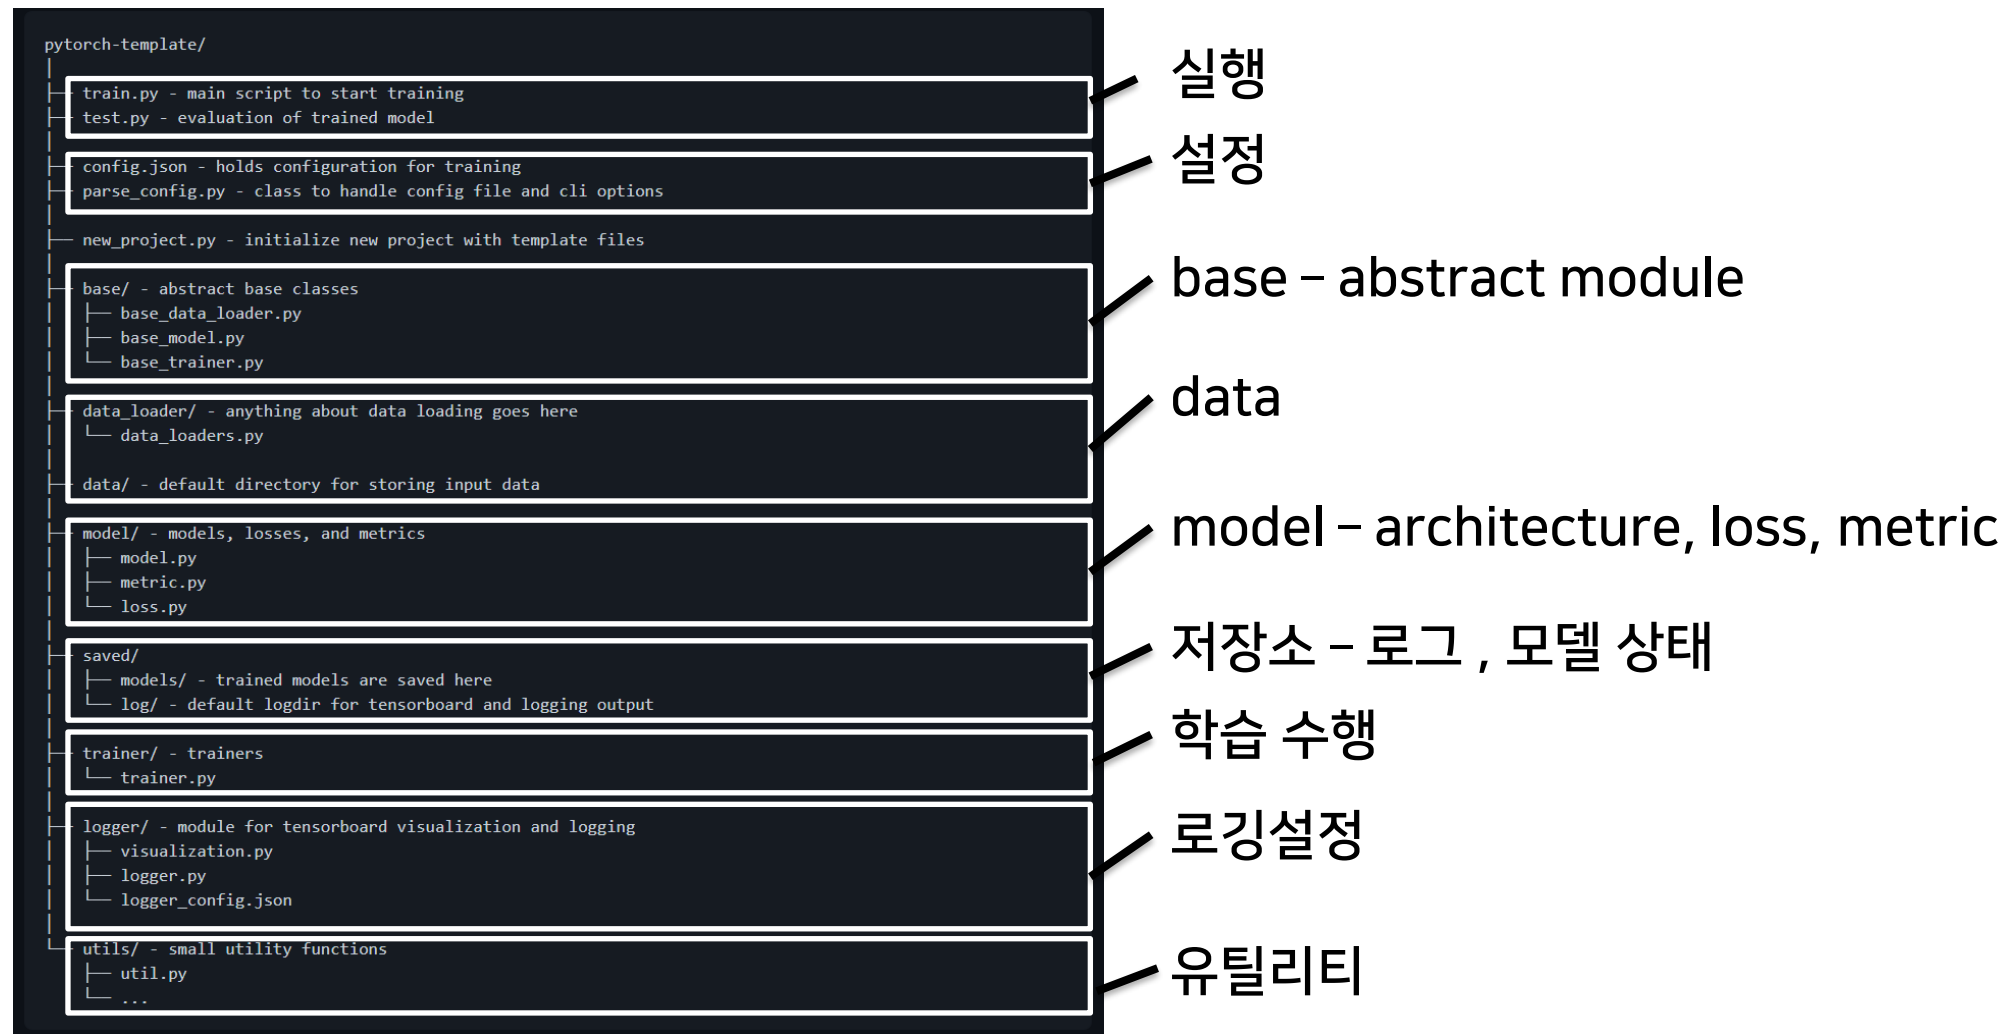 pytorch-template/
train.py - main script to start training
test.py - evaluation of trained model
config.json - holds configuration for training
parse_config.py - class to handle config file and cli options
new_project.py - initialize new project with template files
base/ - abstract base classes
base_data_loader.py
base_model.py
base_trainer.py
data_loader/ - anything about data loading goes here
data_loaders.py
data/ - default directory for storing input data
model/ - models, losses, and metrics
model.py
metric.py
loss.py
saved/
models/ - trained models are saved here
log/ - default logdir for tensorboard and logging output
trainer/ - trainers
trainer.py
logger/ - module for tensorboard visualization and logging
visualization.py
logger.py
logger_config.json
utils/ - small utility functions
util.py
...
실행
설정
base – abstract module
data
model – architecture, loss, metric
저장소 – 로그 , 모델 상태
학습 수행
로깅설정
유틸리티